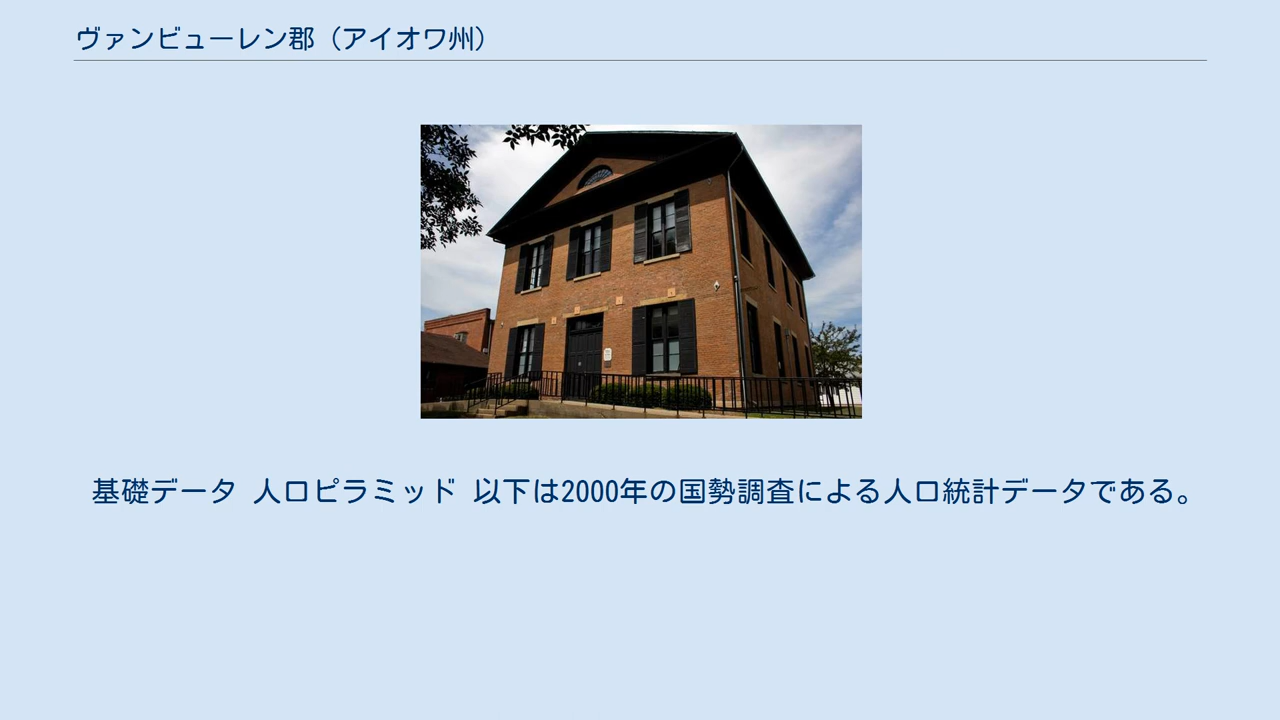 ヴァンビューレン郡（アイオワ州）
基礎データ 人口ピラミッド 以下は2000年の国勢調査による人口統計データである。